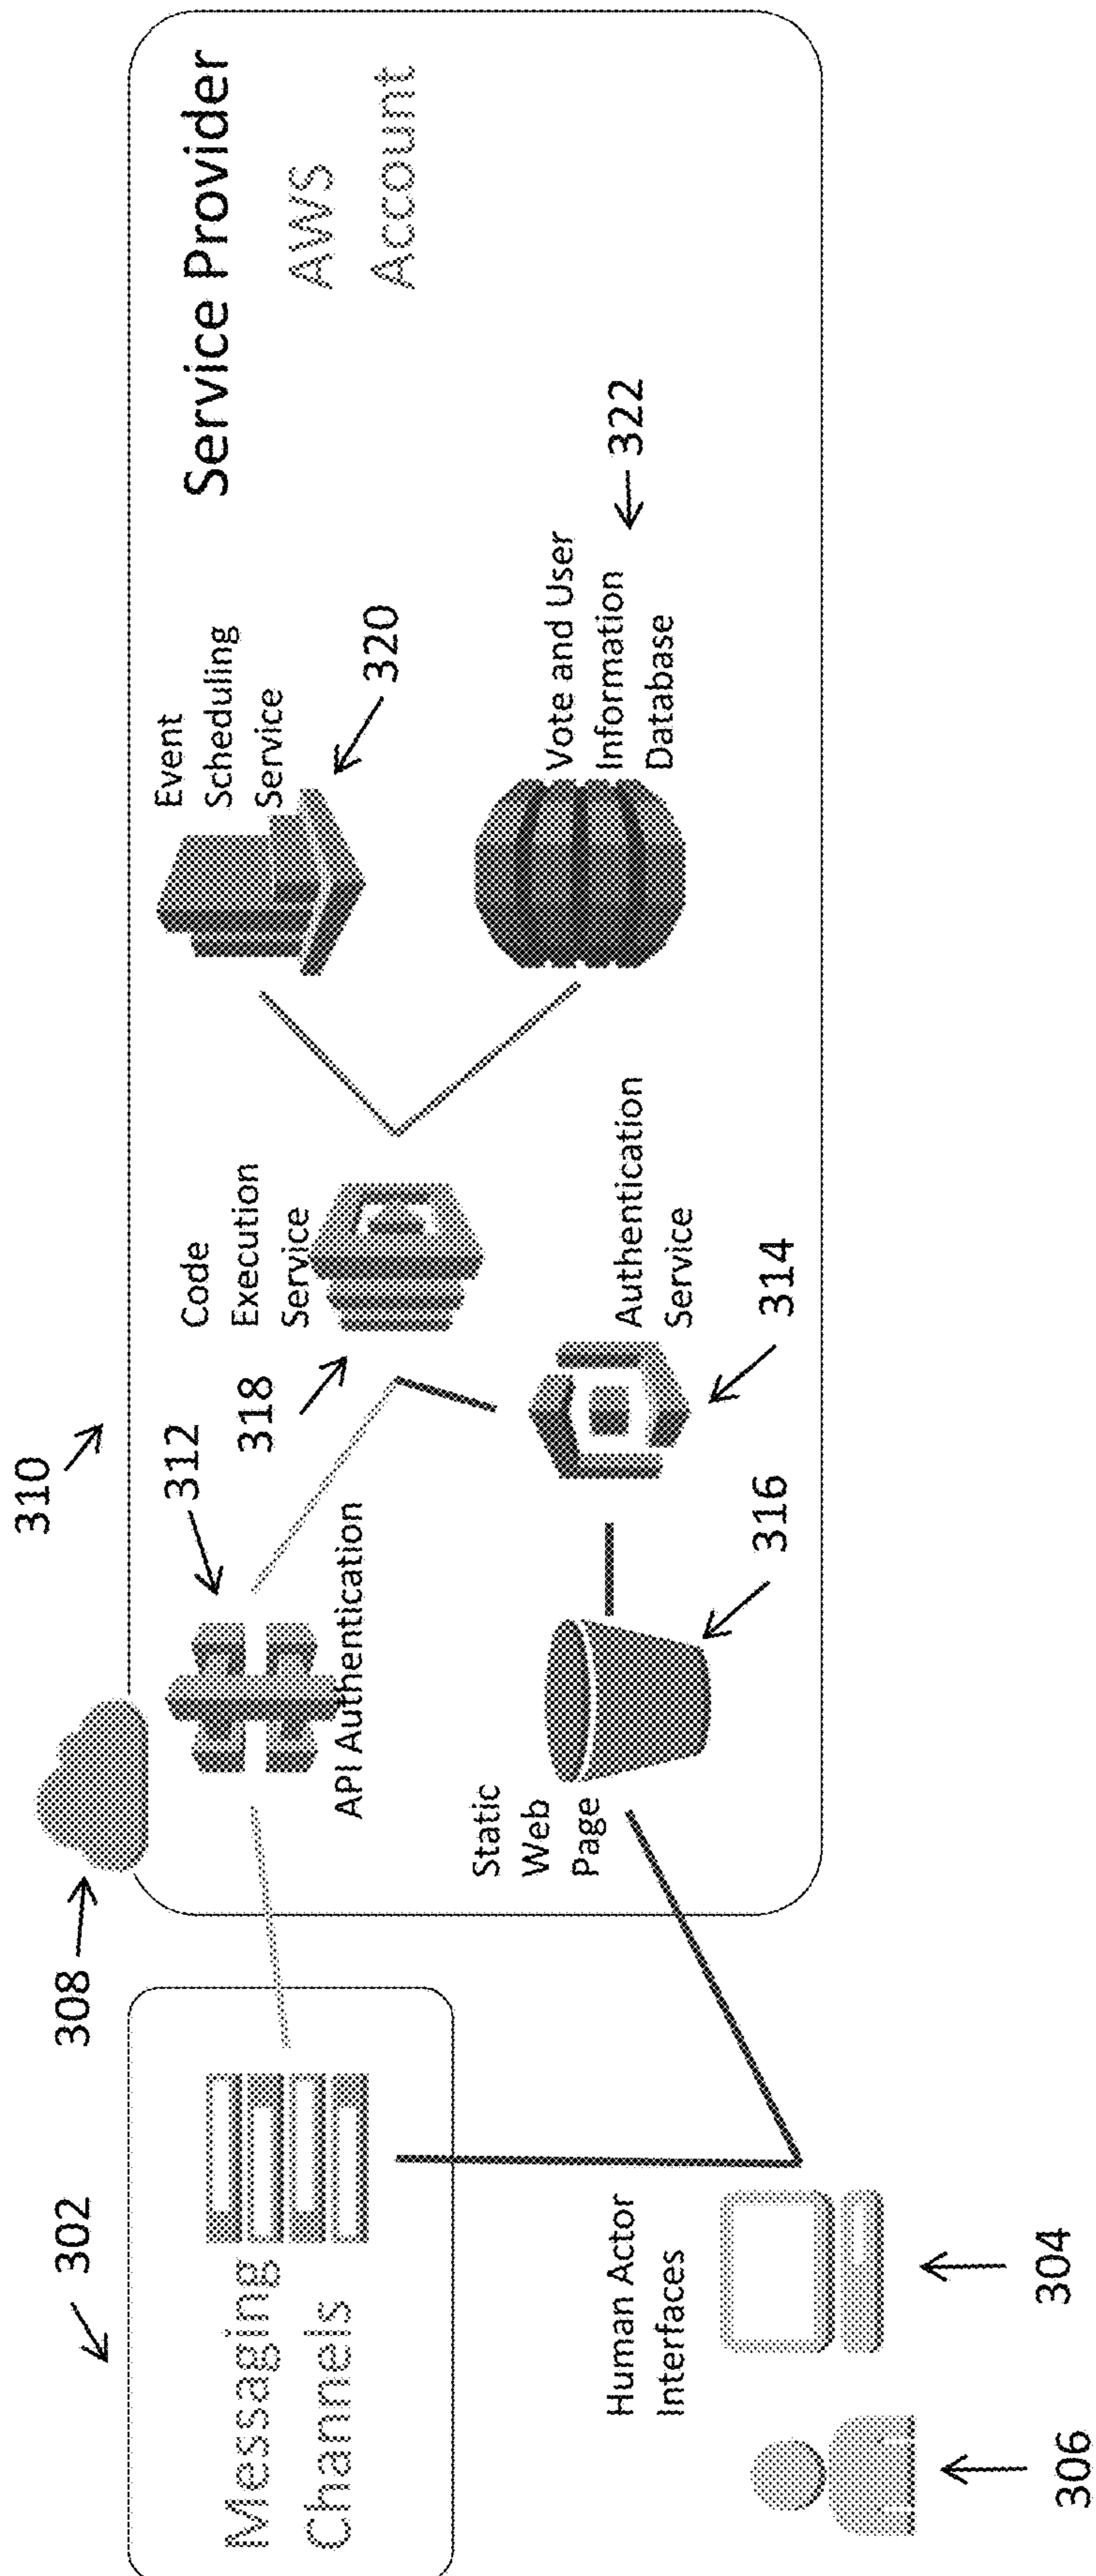 302
Messaging
Channels
Human Actor
Interfaces
304
306
308
310
Service Provider
AWS
Account
312
API Authentication
Static
Web
Page
316
318
Code
Execution
Service
Authentication
Service
314
Event
Scheduling
Service
320
Vote and User
Information
Database
322